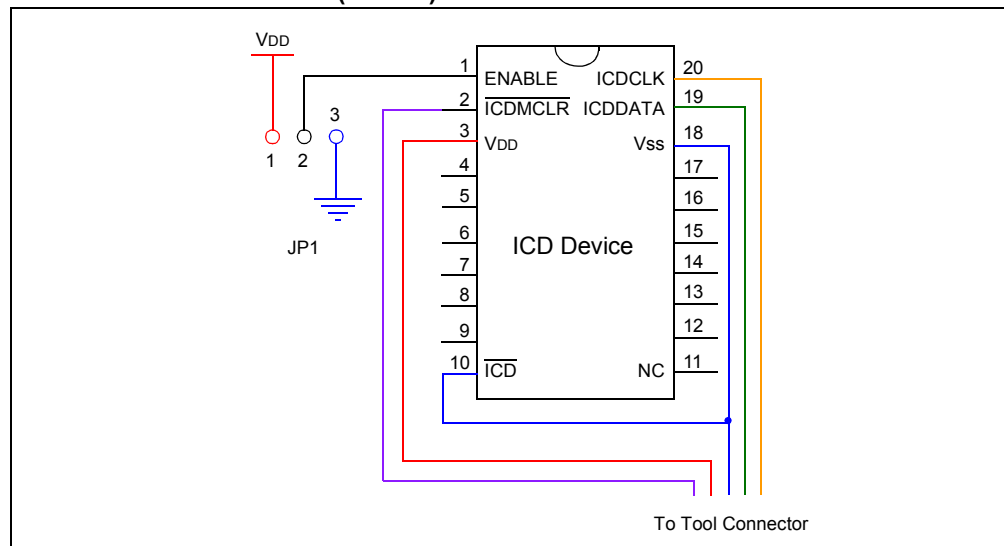 VDD
3
1
2
JP1
1 ENABLE ICDCLK 20
2 ICDMCLR ICDDATA 19
3 VDD Vss 18
4 17
5 16
6 15
ICD Device
7 14
8 13
9 12
10 ICD NC 11
To Tool Connector